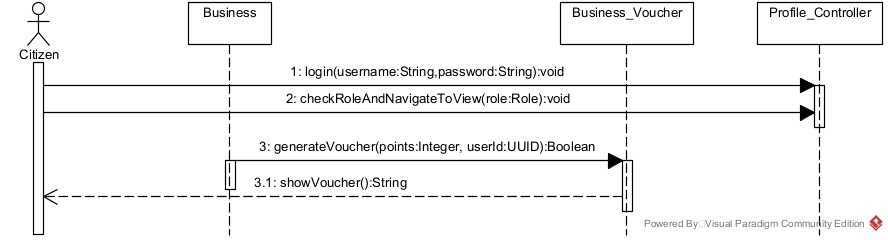 Business
Business_Voucher
Profile_Controller
Citizen
1: login(username:String,password:String):void
2: checkRoleAndNavigateToView(role:Role):void
3: generateVoucher(points:Integer, userId:UUID):Boolean
3.1: showVoucher():String
Powered By Visual Paradigm Community Edition